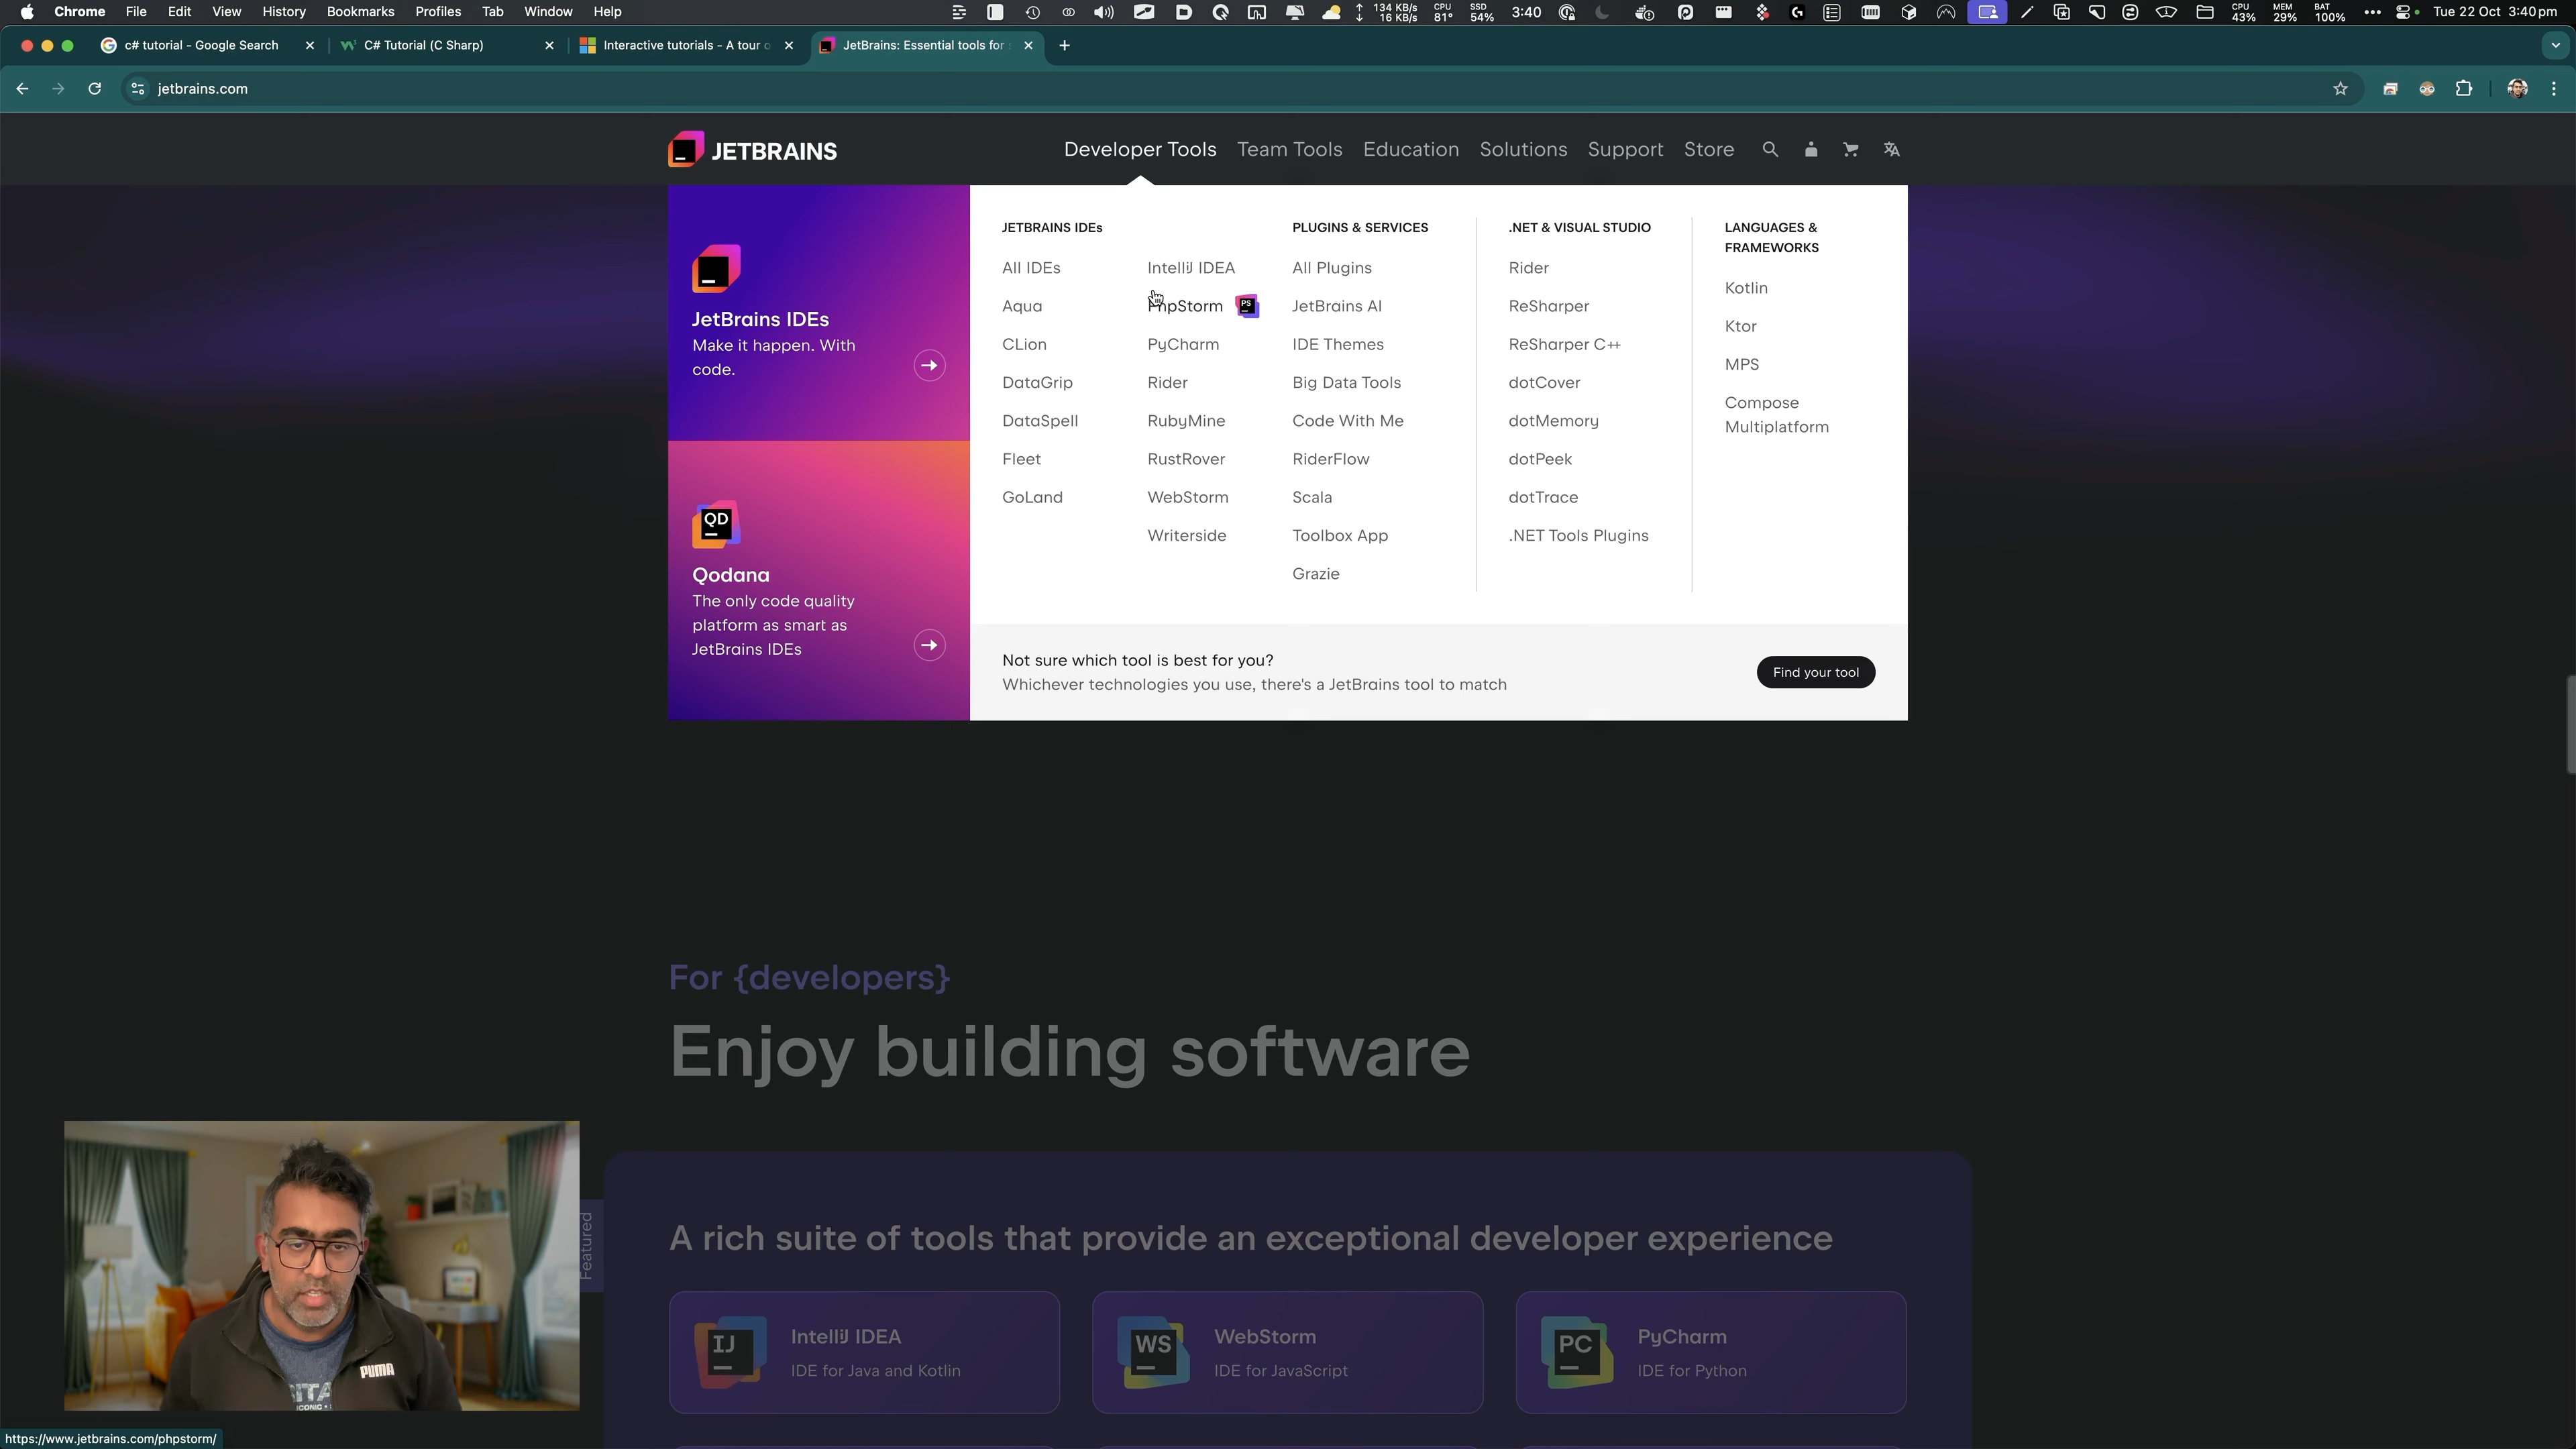 Chrome File Edit View History Bookmarks Profiles Tab Window Help
134 KB/s
16 KB/s
CPU
81°
SSD
54%
3:40
CPU
43%
MEM
29%
BAT
100%
Tue 22 Oct 3:40 pm
c# tutorial - Google Search
C# Tutorial (C Sharp)
Interactive tutorials - A tour o
JetBrains: Essential tools for
jetbrains.com
JETBRAINS
Developer Tools Team Tools Education Solutions Support Store
JetBrains IDEs
Make it happen. With
code.
QD
Qodana
The only code quality
platform as smart as
JetBrains IDEs
JETBRAINS IDEs
All IDEs
Aqua
CLion
DataGrip
DataSpell
Fleet
GoLand
IntelliJ IDEA
PhpStorm PS
PyCharm
Rider
RubyMine
RustRover
WebStorm
Writerside
PLUGINS & SERVICES
All Plugins
JetBrains AI
IDE Themes
Big Data Tools
Code With Me
RiderFlow
Scala
Toolbox App
Grazie
.NET & VISUAL STUDIO
Rider
ReSharper
ReSharper C++
dotCover
dotMemory
dotPeek
dotTrace
.NET Tools Plugins
LANGUAGES &
FRAMEWORKS
Kotlin
Ktor
MPS
Compose
Multiplatform
Not sure which tool is best for you?
Whichever technologies you use, there's a JetBrains tool to match
Find your tool
For {developers}
Enjoy building software
Featured
A rich suite of tools that provide an exceptional developer experience
IJ
IntelliJ IDEA
IDE for Java and Kotlin
WS
WebStorm
IDE for JavaScript
PC
PyCharm
IDE for Python
PUMA
https://www.jetbrains.com/phpstorm/